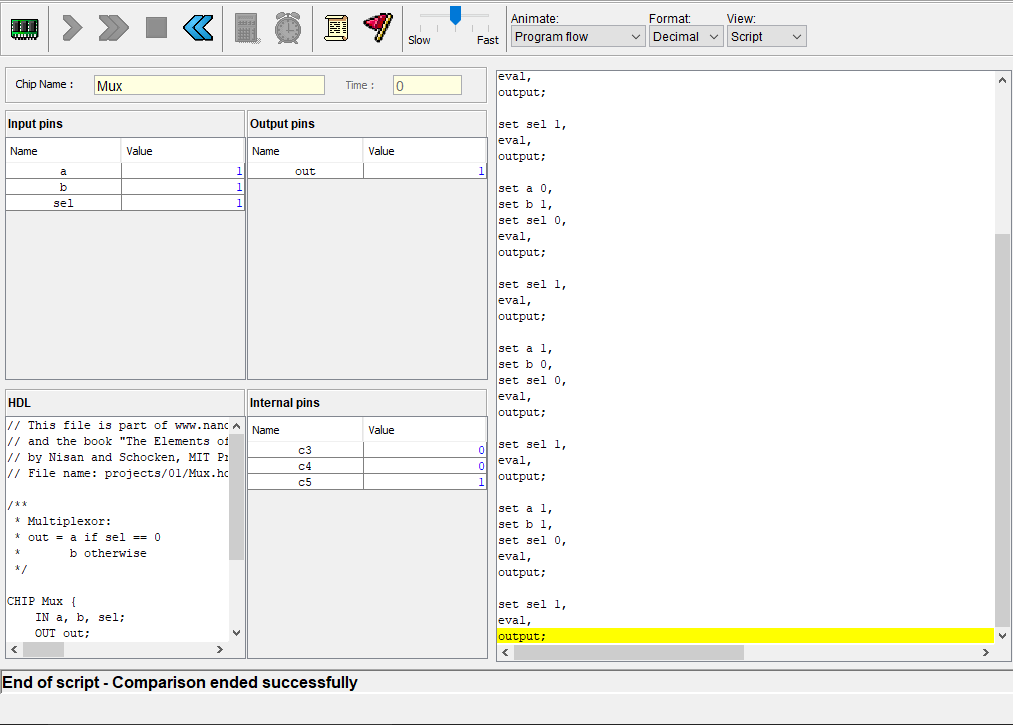 Animate: Format: View:
Slow Fast Program flow Decimal Script
Chip Name : Mux Time : 0
Input pins
Name Value
a 1
b 1
sel 1
Output pins
Name Value
out 1
HDL
// This file is part of www.nand
// and the book "The Elements of
// by Nisan and Schocken, MIT Pr
// File name: projects/01/Mux.hd
/**
* Multiplexor:
* out = a if sel == 0
* b otherwise
*/
CHIP Mux {
IN a, b, sel;
OUT out;
Internal pins
Name Value
c3 0
c4 0
c5 1
eval,
output;
set sel 1,
eval,
output;
set a 0,
set b 1,
set sel 0,
eval,
output;
set sel 1,
eval,
output;
set a 1,
set b 0,
set sel 0,
eval,
output;
set sel 1,
eval,
output;
set a 1,
set b 1,
set sel 0,
eval,
output;
set sel 1,
eval,
output;
End of script - Comparison ended successfully